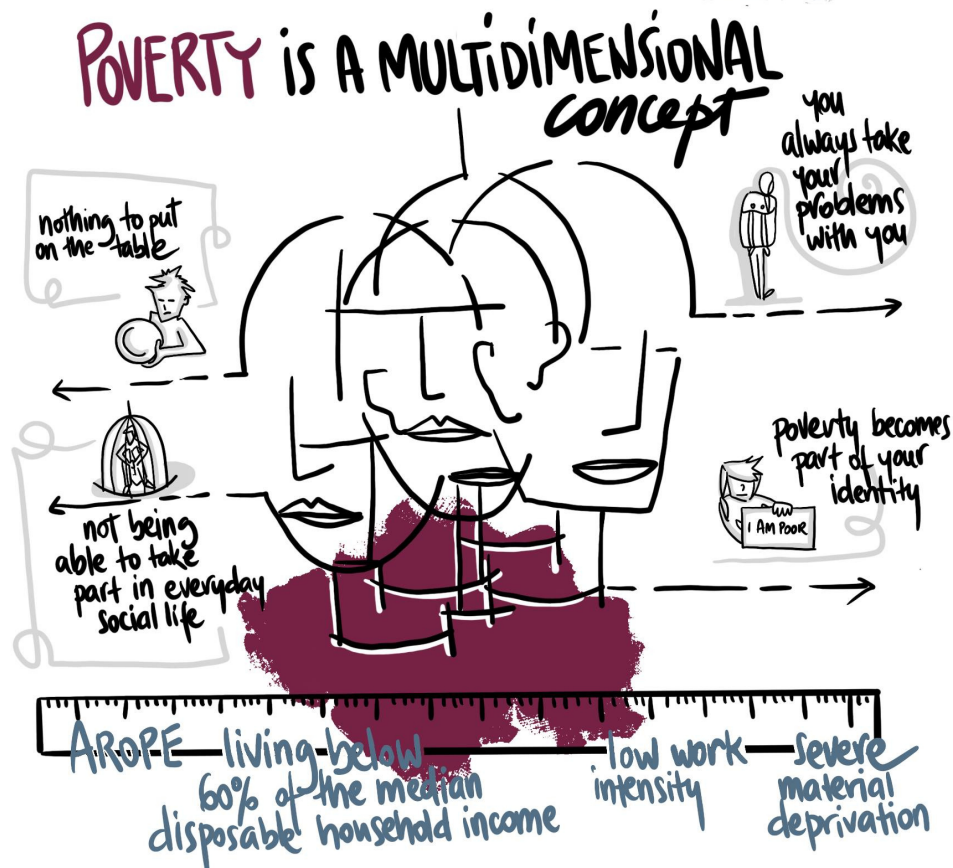 POVERTY is A MULTIDIMENSIONAL
concept
you
always take
your
problems
with you
nothing to put
on the table
poverty becomes
part of your
identity
I AM POOR
not being
able to take
part in everyday
social life
AROPE living below
60% of the median
disposable household income
low work
intensity
severe
material
deprivation